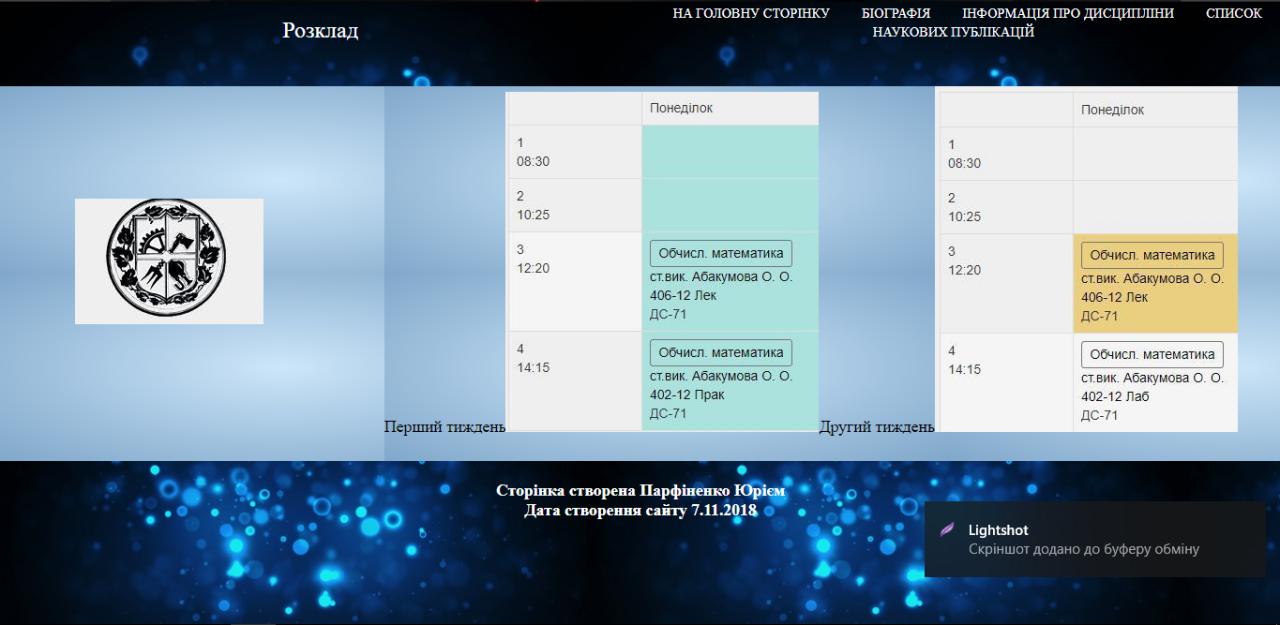 Розклад
НА ГОЛОВНУ СТОРІНКУ БІОГРАФІЯ ІНФОРМАЦІЯ ПРО ДИСЦИПЛІНИ СПИСОК
НАУКОВИХ ПУБЛІКАЦІЙ
Перший тиждень
Понеділок
1
08:30
2
10:25
3
12:20
Обчисл. математика
ст.вик. Абакумова О. О.
406-12 Лек
ДС-71
4
14:15
Обчисл. математика
ст.вик. Абакумова О. О.
402-12 Прак
ДС-71
Другий тиждень
Понеділок
1
08:30
2
10:25
3
12:20
Обчисл. математика
ст.вик. Абакумова О. О.
406-12 Лек
ДС-71
4
14:15
Обчисл. математика
ст.вик. Абакумова О. О.
402-12 Лаб
ДС-71
Сторінка створена Парфіненко Юрієм
Дата створення сайту 7.11.2018
Lightshot
Скріншот додано до буферу обміну